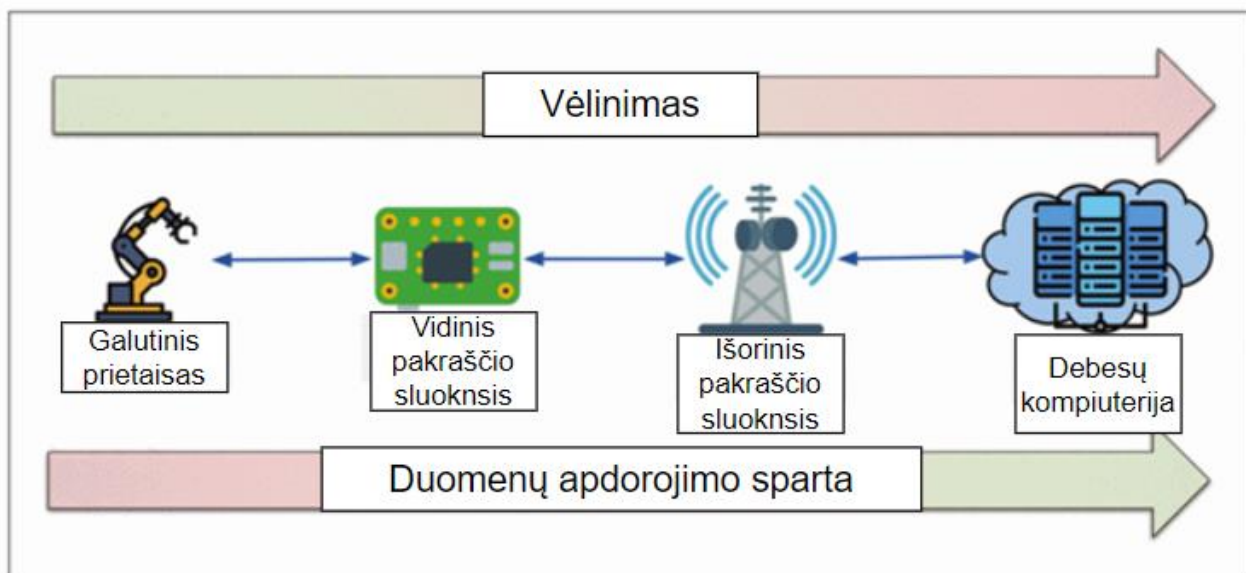 Vėlinimas
Galutinis
prietaisas
Vidinis
pakraščio
sluoknsis
Išorinis
pakraščio
sluoknsis
Debesų
kompiuterija
Duomenų apdorojimo sparta